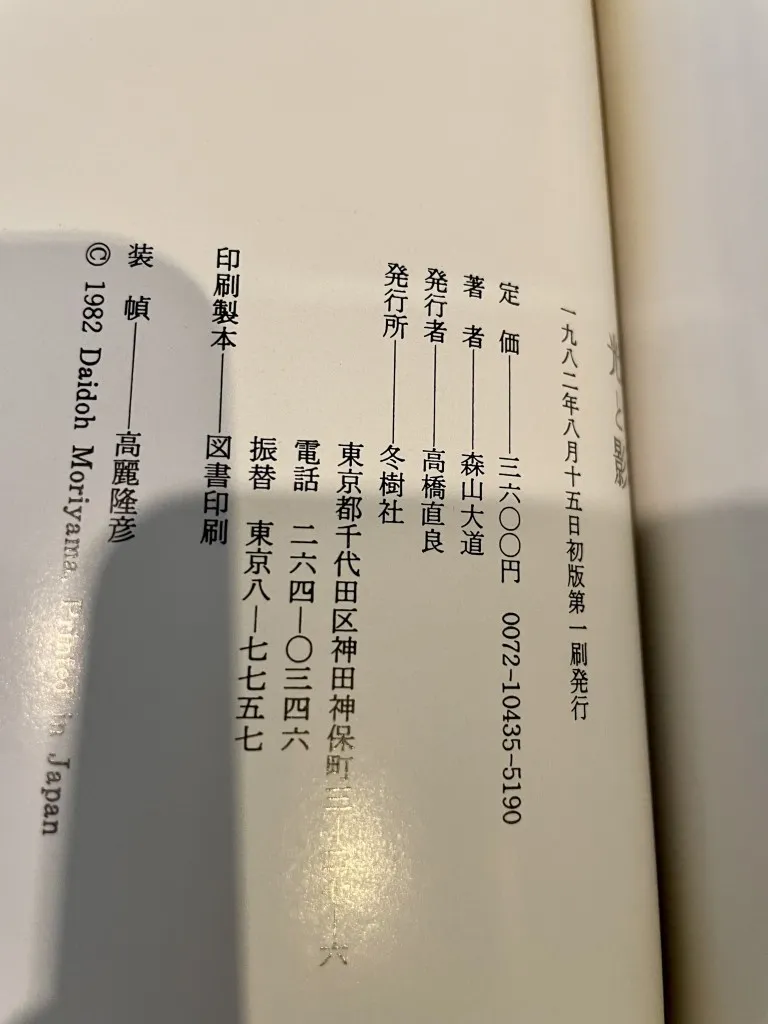 光と影
一九八二年八月十五日初版第一刷発行
定 価――三六〇〇円 0072-10435-5190
著 者――森山大道
発行者――高橋直良
発行所――冬樹社
東京都千代田区神田神保町三―
電話 二六四―〇三四六
振替 東京八―七七五七
印刷製本――図書印刷
装 幀――高麗隆彦
© 1982 Daidoh Moriyama, Printed in Japan